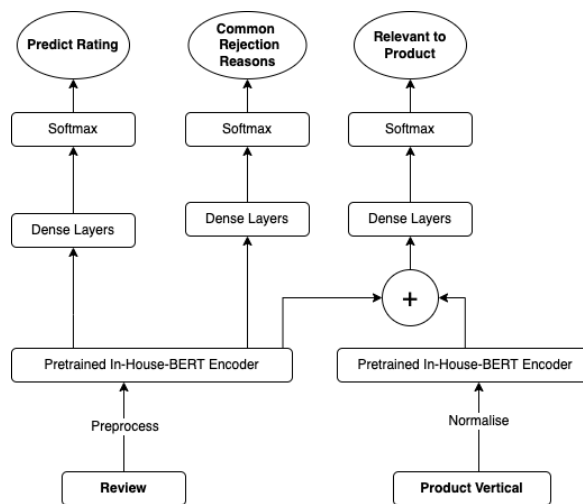 Predict Rating
Common
Rejection
Reasons
Relevant to
Product
Softmax
Softmax
Softmax
Dense Layers
Dense Layers
Dense Layers
+
Pretrained In-House-BERT Encoder
Pretrained In-House-BERT Encoder
Preprocess
Normalise
Review
Product Vertical